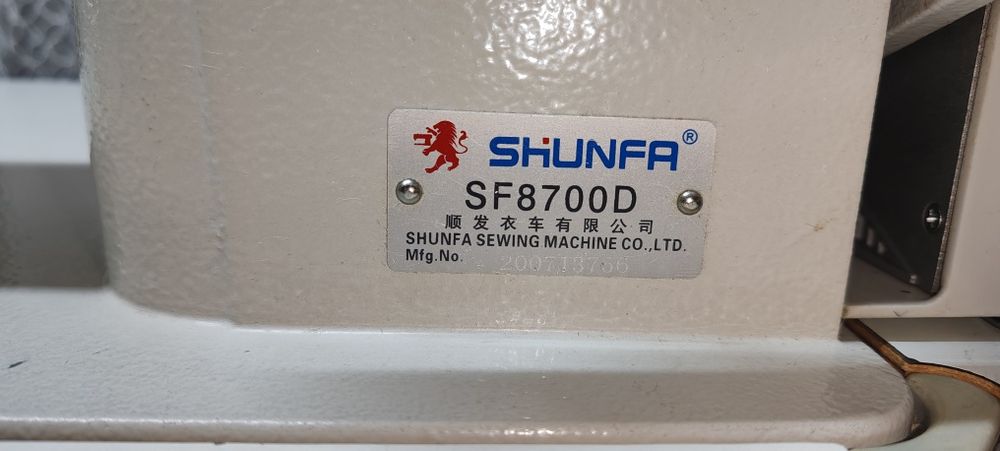 SHUNFA®
SF8700D
顺发衣车有限公司
SHUNFA SEWING MACHINE CO.,LTD.
Mfg.No.